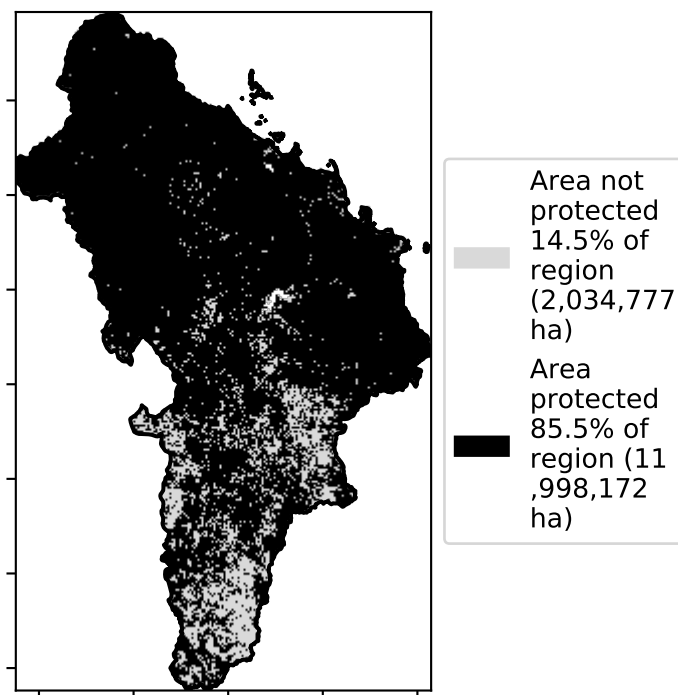 Area not
protected
14.5% of
region
(2,034,777
ha)
Area
protected
85.5% of
region (11
,998,172
ha)